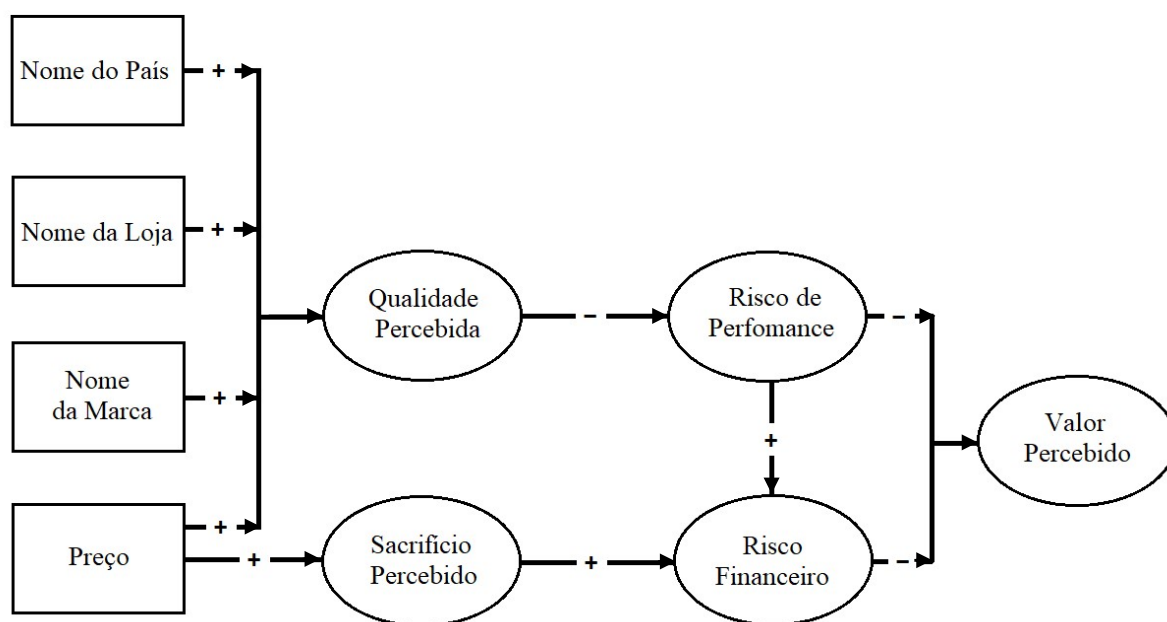 Nome do País
+
Nome da Loja
+
Qualidade
Percebida
–
Risco de
Perfomance
–
Nome
da Marca
+
+
Valor
Percebido
Preço
+
+
Sacrifício
Percebido
+
Risco
Financeiro
–